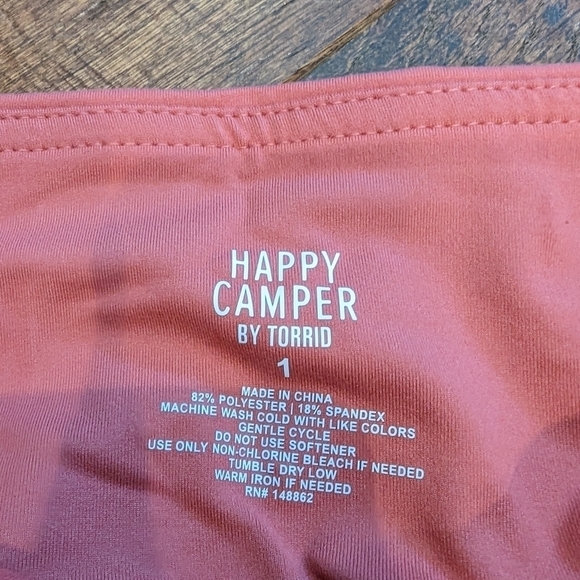 HAPPY
CAMPER
BY TORRID
1
MADE IN CHINA
82% POLYESTER | 18% SPANDEX
MACHINE WASH COLD WITH LIKE COLORS
GENTLE CYCLE
DO NOT USE SOFTENER
USE ONLY NON-CHLORINE BLEACH IF NEEDED
TUMBLE DRY LOW
WARM IRON IF NEEDED
RN# 148862